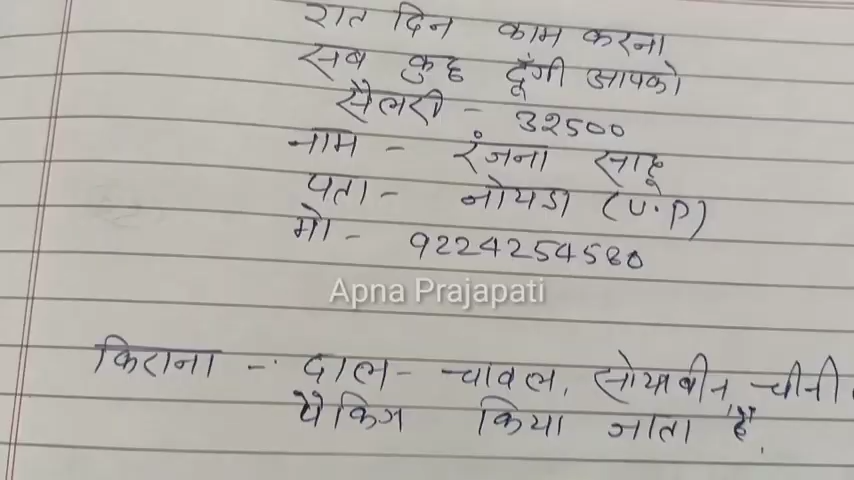 रात दिन काम करना
सब कुछ दूँगी आपको
सैलरी - 32500
नाम - रंजना साहू
पता - नोयडा (U.P)
मो - 9224254580
Apna Prajapati
किराना - दाल - चावल, सोयाबीन, चीनी
पैकिंग किया जाता है.